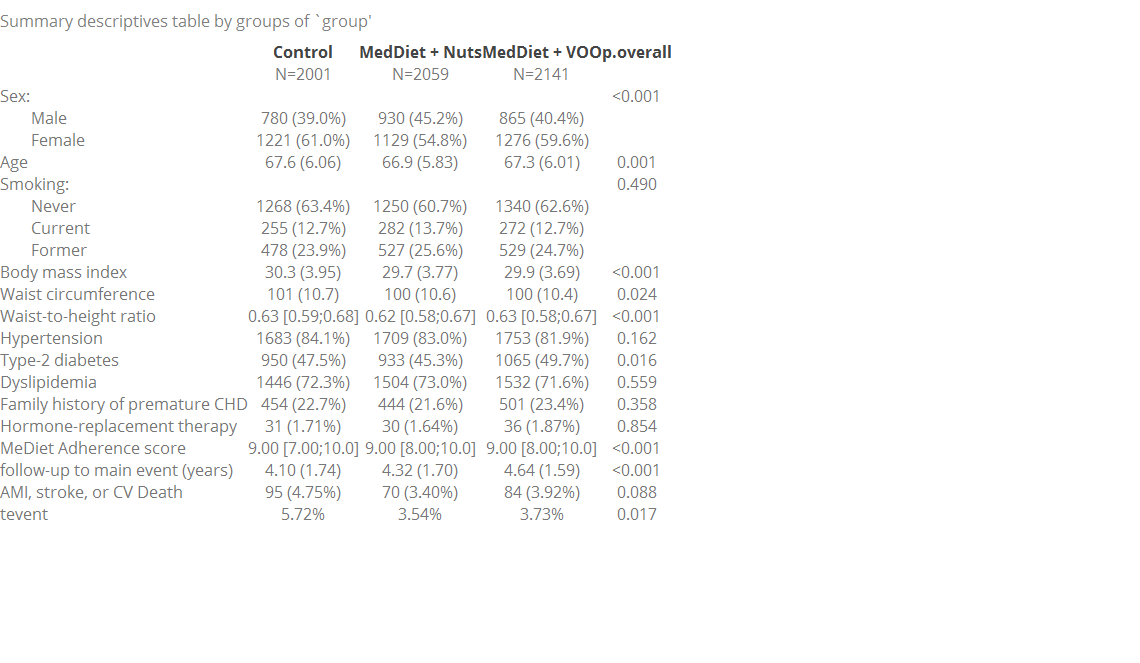 Summary descriptives table by groups of `group'
Control MedDiet + Nuts MedDiet + VOO p.overall
N=2001 N=2059 N=2141
Sex: <0.001
Male 780 (39.0%) 930 (45.2%) 865 (40.4%)
Female 1221 (61.0%) 1129 (54.8%) 1276 (59.6%)
Age 67.6 (6.06) 66.9 (5.83) 67.3 (6.01) 0.001
Smoking: 0.490
Never 1268 (63.4%) 1250 (60.7%) 1340 (62.6%)
Current 255 (12.7%) 282 (13.7%) 272 (12.7%)
Former 478 (23.9%) 527 (25.6%) 529 (24.7%)
Body mass index 30.3 (3.95) 29.7 (3.77) 29.9 (3.69) <0.001
Waist circumference 101 (10.7) 100 (10.6) 100 (10.4) 0.024
Waist-to-height ratio 0.63 [0.59;0.68] 0.62 [0.58;0.67] 0.63 [0.58;0.67] <0.001
Hypertension 1683 (84.1%) 1709 (83.0%) 1753 (81.9%) 0.162
Type-2 diabetes 950 (47.5%) 933 (45.3%) 1065 (49.7%) 0.016
Dyslipidemia 1446 (72.3%) 1504 (73.0%) 1532 (71.6%) 0.559
Family history of premature CHD 454 (22.7%) 444 (21.6%) 501 (23.4%) 0.358
Hormone-replacement therapy 31 (1.71%) 30 (1.64%) 36 (1.87%) 0.854
MeDiet Adherence score 9.00 [7.00;10.0] 9.00 [8.00;10.0] 9.00 [8.00;10.0] <0.001
follow-up to main event (years) 4.10 (1.74) 4.32 (1.70) 4.64 (1.59) <0.001
AMI, stroke, or CV Death 95 (4.75%) 70 (3.40%) 84 (3.92%) 0.088
tevent 5.72% 3.54% 3.73% 0.017